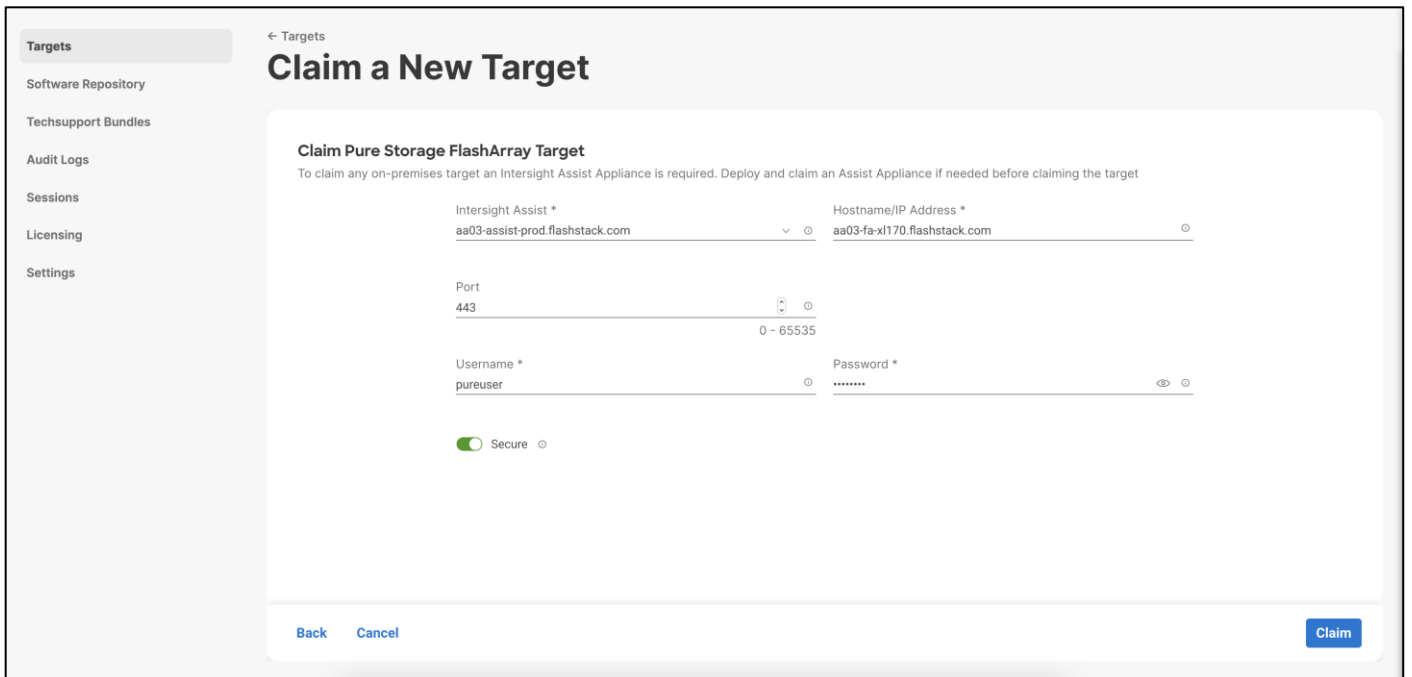 Targets
Software Repository
Techsupport Bundles
Audit Logs
Sessions
Licensing
Settings
← Targets
Claim a New Target
Claim Pure Storage FlashArray Target
To claim any on-premises target an Intersight Assist Appliance is required. Deploy and claim an Assist Appliance if needed before claiming the target
Intersight Assist *
aa03-assist-prod.flashstack.com
Hostname/IP Address *
aa03-fa-xl170.flashstack.com
Port
443
0 - 65535
Username *
pureuser
Password *
••••••••
Secure
Back
Cancel
Claim